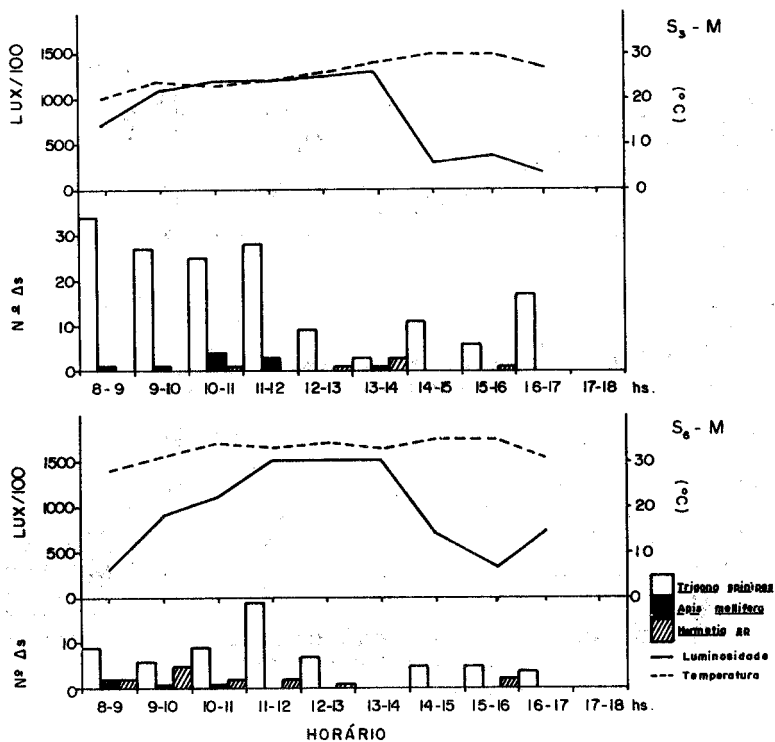 S3 - M
LUX/100
1500
1000
500
0
30
20
10
0
(°C)
Nº Δs
30
20
10
0
8-9 9-10 10-11 11-12 12-13 13-14 14-15 15-16 16-17 17-18 hs.
S6 - M
LUX/100
1500
1000
500
0
30
20
10
0
(°C)
Nº Δs
10
0
8-9 9-10 10-11 11-12 12-13 13-14 14-15 15-16 16-17 17-18 hs.
HORÁRIO
Trigona spinipes
Apis mellifera
Hermetia sp
Luminosidade
Temperatura